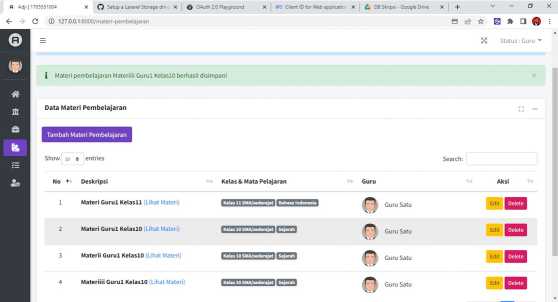 Adji | 1705551804
Setup a Laravel Storage driv
OAuth 2.0 Playground
Client ID for Web applicatio
DB Skripsi - Google Drive
127.0.0.1:8000/materi-pembelajaran
Status : Guru
Materi pembelajaran Materiiii Guru1 Kelas10 berhasil disimpan!
Data Materi Pembelajaran
Tambah Materi Pembelajaran
Show 10 entries Search:
No Deskripsi Kelas & Mata Pelajaran Guru Aksi
1 Materi Guru1 Kelas11 (Lihat Materi) Kelas 11 SMA/sederajat Bahasa Indonesia Guru Satu Edit Delete
2 Materi Guru1 Kelas10 (Lihat Materi) Kelas 10 SMA/sederajat Sejarah Guru Satu Edit Delete
3 Materii Guru1 Kelas10 (Lihat Materi) Kelas 10 SMA/sederajat Sejarah Guru Satu Edit Delete
4 Materiiii Guru1 Kelas10 (Lihat Materi) Kelas 10 SMA/sederajat Sejarah Guru Satu Edit Delete